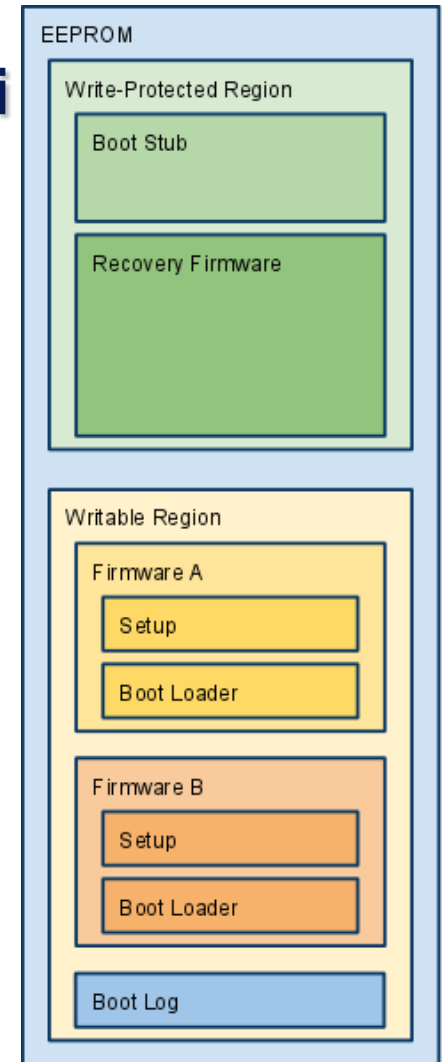 EEPROM
Write-Protected Region
Boot Stub
Recovery Firmware
Writable Region
Firmware A
Setup
Boot Loader
Firmware B
Setup
Boot Loader
Boot Log